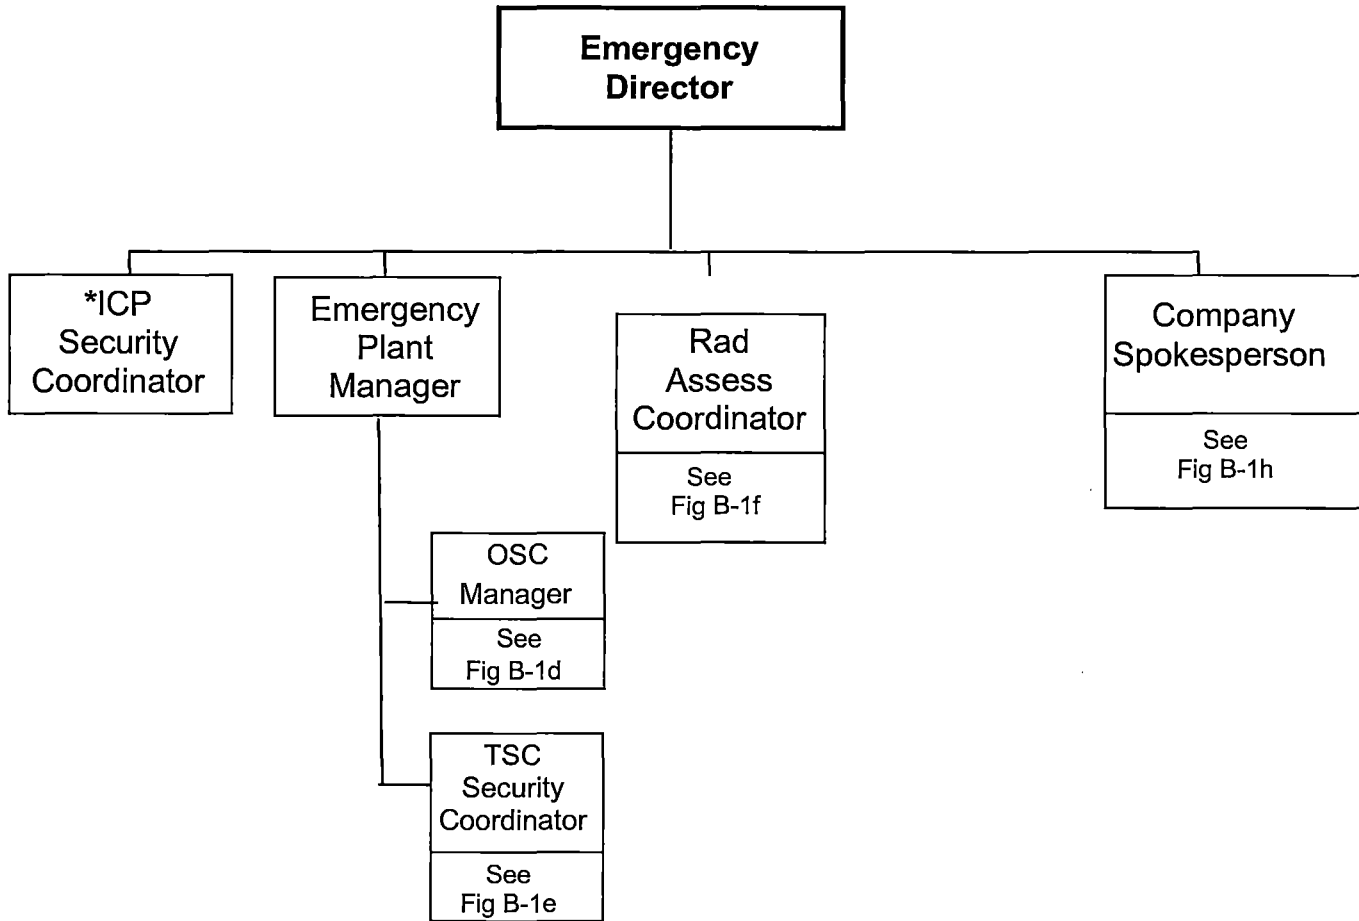 Emergency
Director
*ICP
Security
Coordinator
Emergency
Plant
Manager
Rad
Assess
Coordinator
See
Fig B-1f
Company
Spokesperson
See
Fig B-1h
OSC
Manager
See
Fig B-1d
TSC
Security
Coordinator
See
Fig B-1e